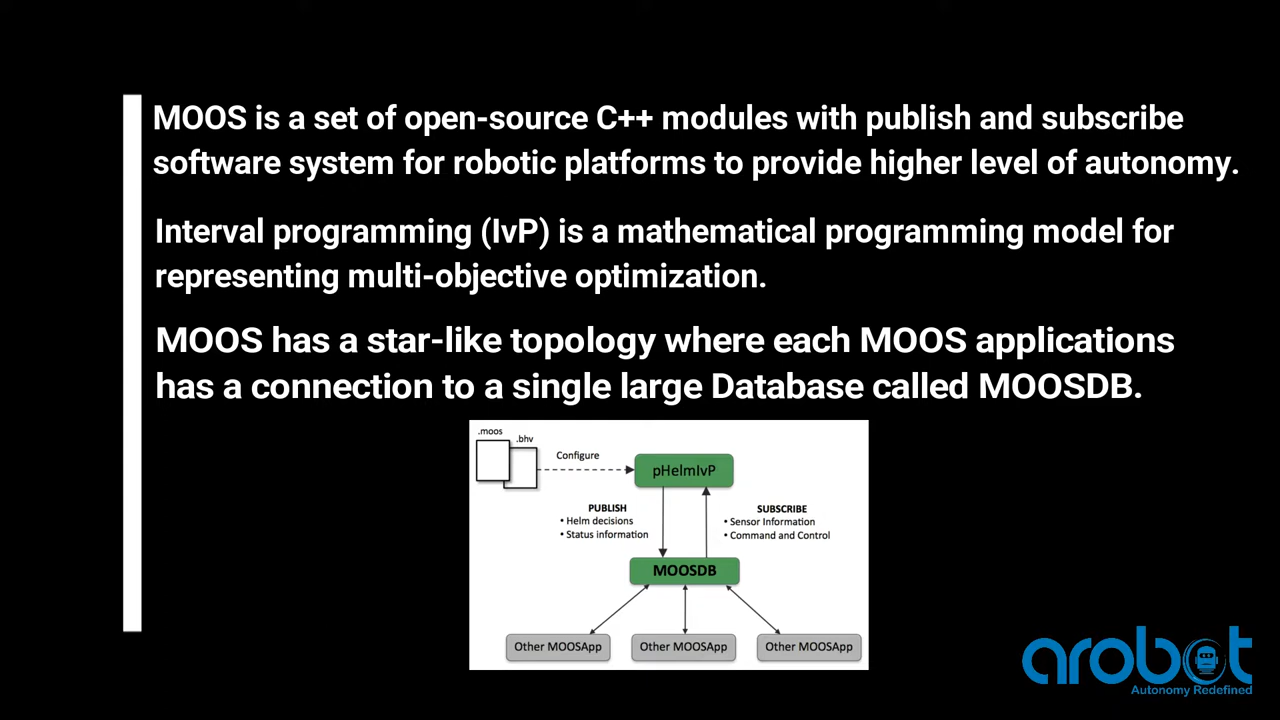 MOOS is a set of open-source C++ modules with publish and subscribe
software system for robotic platforms to provide higher level of autonomy.
Interval programming (IvP) is a mathematical programming model for
representing multi-objective optimization.
MOOS has a star-like topology where each MOOS applications
has a connection to a single large Database called MOOSDB.
.moos
.bhv
Configure
pHelmIvP
PUBLISH
• Helm decisions
• Status information
SUBSCRIBE
• Sensor Information
• Command and Control
MOOSDB
Other MOOSApp
Other MOOSApp
Other MOOSApp
arobot
Autonomy Redefined